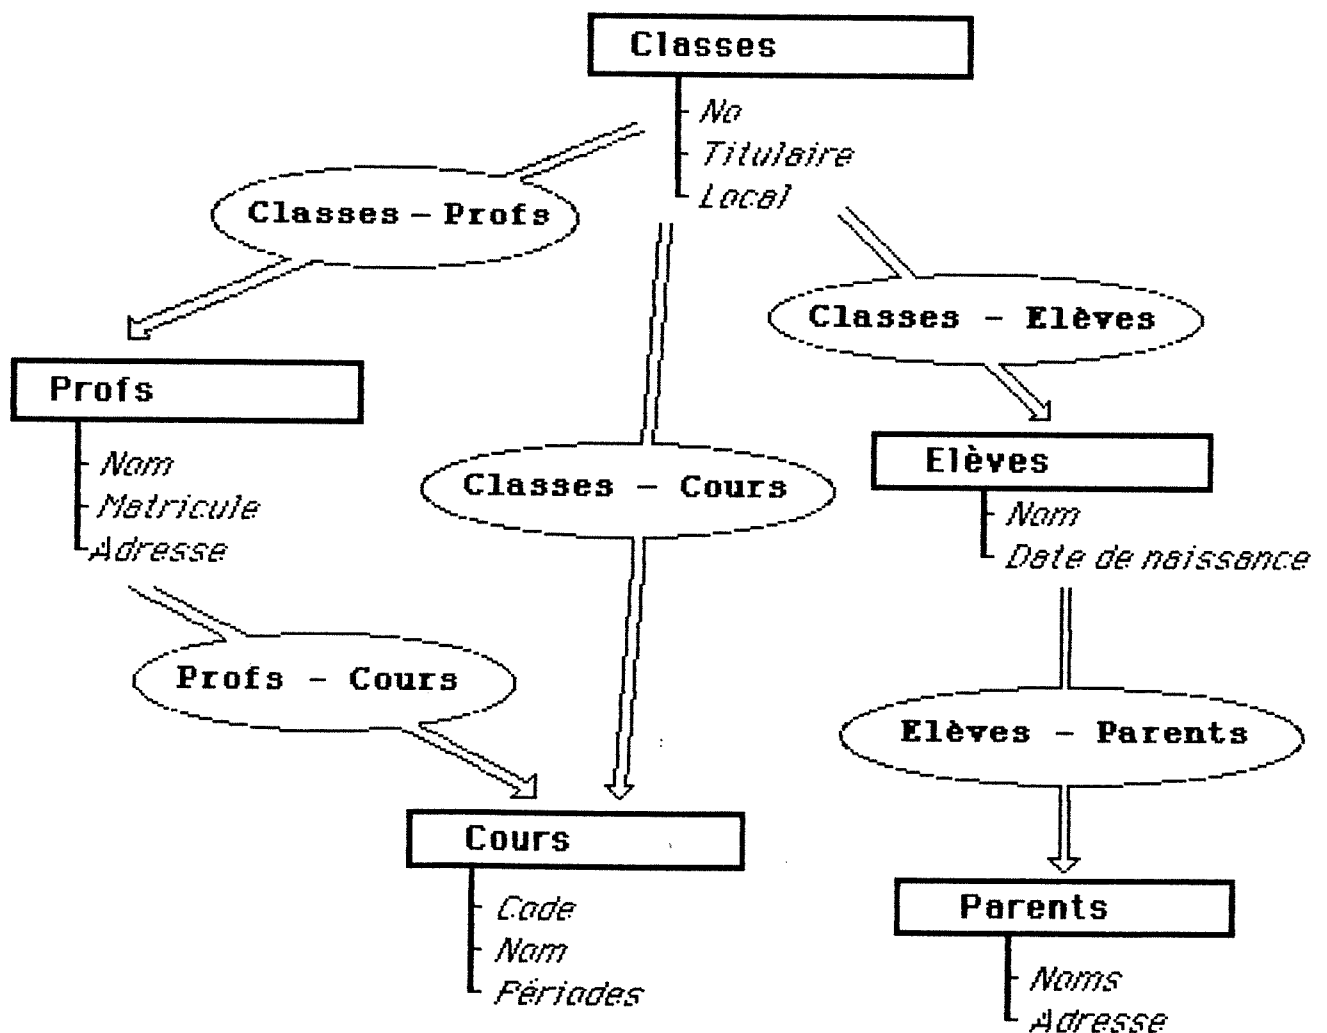 Classes
No
Titulaire
Local
Classes - Profs
Classes - Elèves
Profs
Nom
Matricule
Adresse
Classes - Cours
Elèves
Nom
Date de naissance
Profs - Cours
Elèves - Parents
Cours
Code
Nom
Périodes
Parents
Noms
Adresse